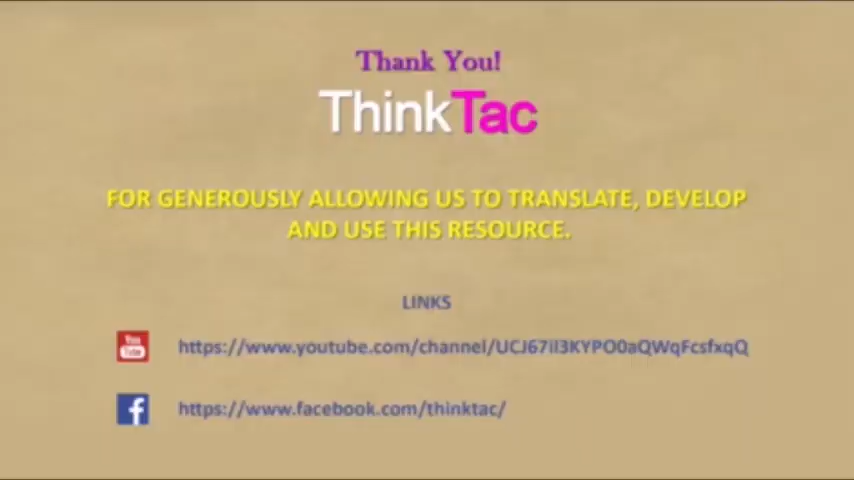 Thank You!
ThinkTac
FOR GENEROUSLY ALLOWING US TO TRANSLATE, DEVELOP
AND USE THIS RESOURCE.
LINKS
You Tube
https://www.youtube.com/channel/UCJ67iI3KYPO0aQWqFcsfxqQ
f
https://www.facebook.com/thinktac/